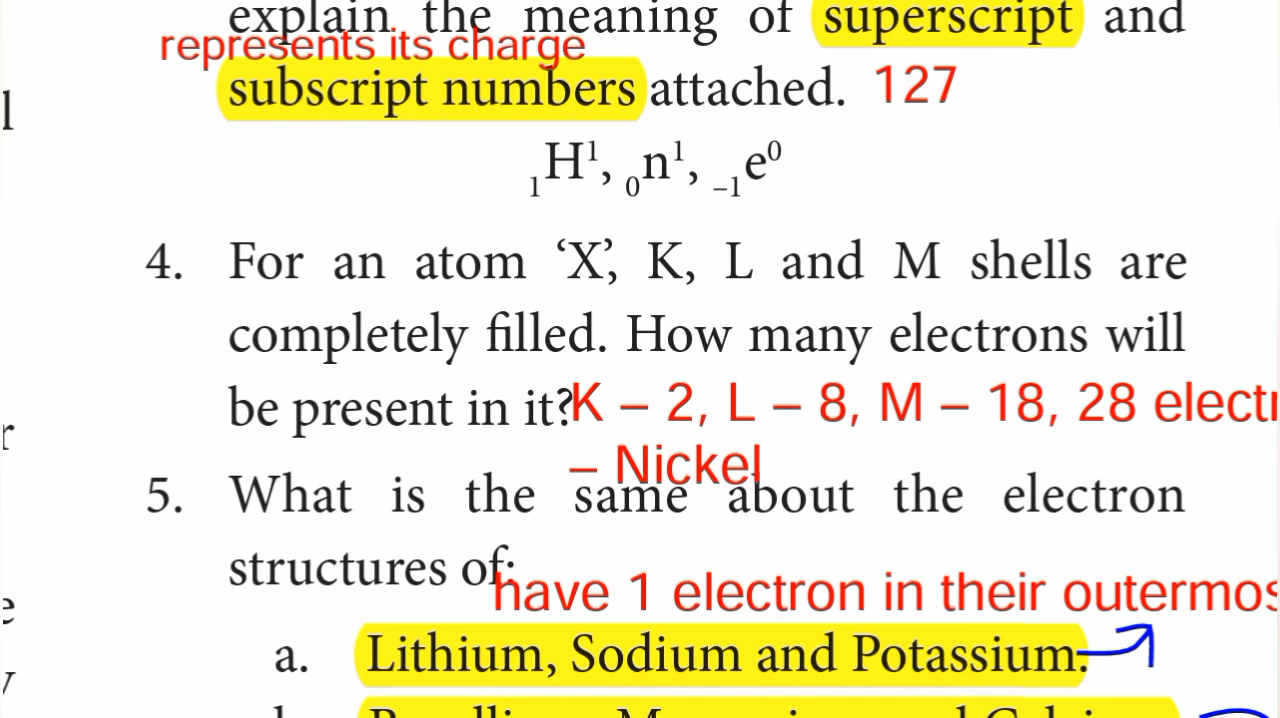 explain the meaning of superscript and
represents its charge
subscript numbers attached. 127
₁H¹, ₀n¹, ₋₁e⁰
4. For an atom ‘X’, K, L and M shells are
completely filled. How many electrons will
be present in it? K – 2, L – 8, M – 18, 28 electr
– Nickel
5. What is the same about the electron
structures of:
have 1 electron in their outermos
a. Lithium, Sodium and Potassium.